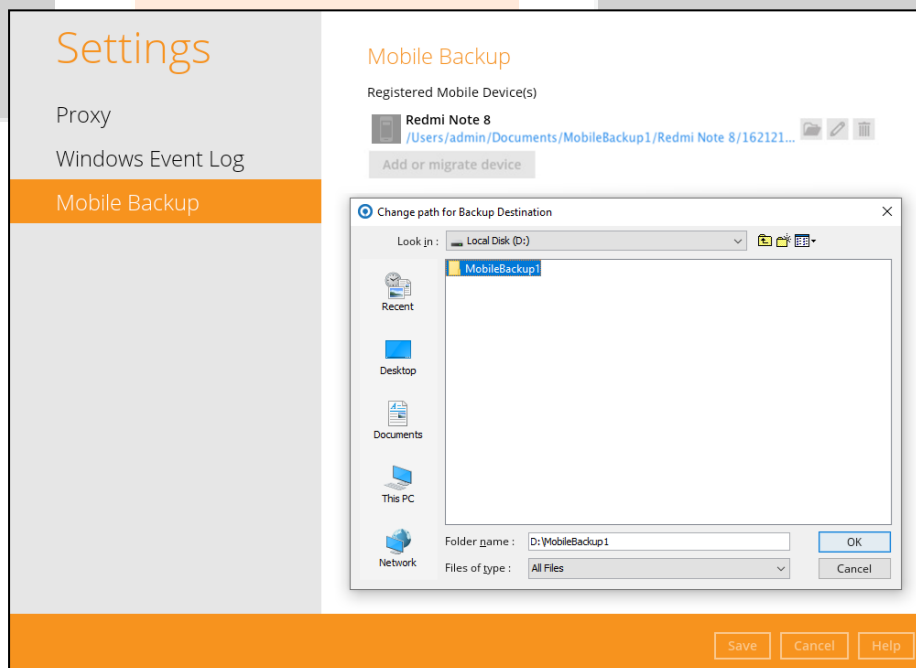 Settings
Proxy
Windows Event Log
Mobile Backup
Mobile Backup
Registered Mobile Device(s)
Redmi Note 8
/Users/admin/Documents/MobileBackup1/Redmi Note 8/162121...
Add or migrate device
Change path for Backup Destination
Look in :
Local Disk (D:)
MobileBackup1
Recent
Desktop
Documents
This PC
Network
Folder name :
D:\MobileBackup1
OK
Files of type :
All Files
Cancel
Save
Cancel
Help